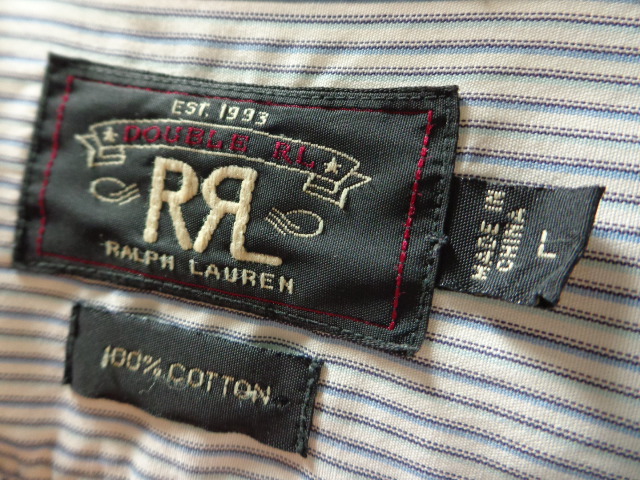 EST. 1993
DOUBLE RL
RRL
RALPH LAUREN
MADE IN
CHINA
L
100% COTTON